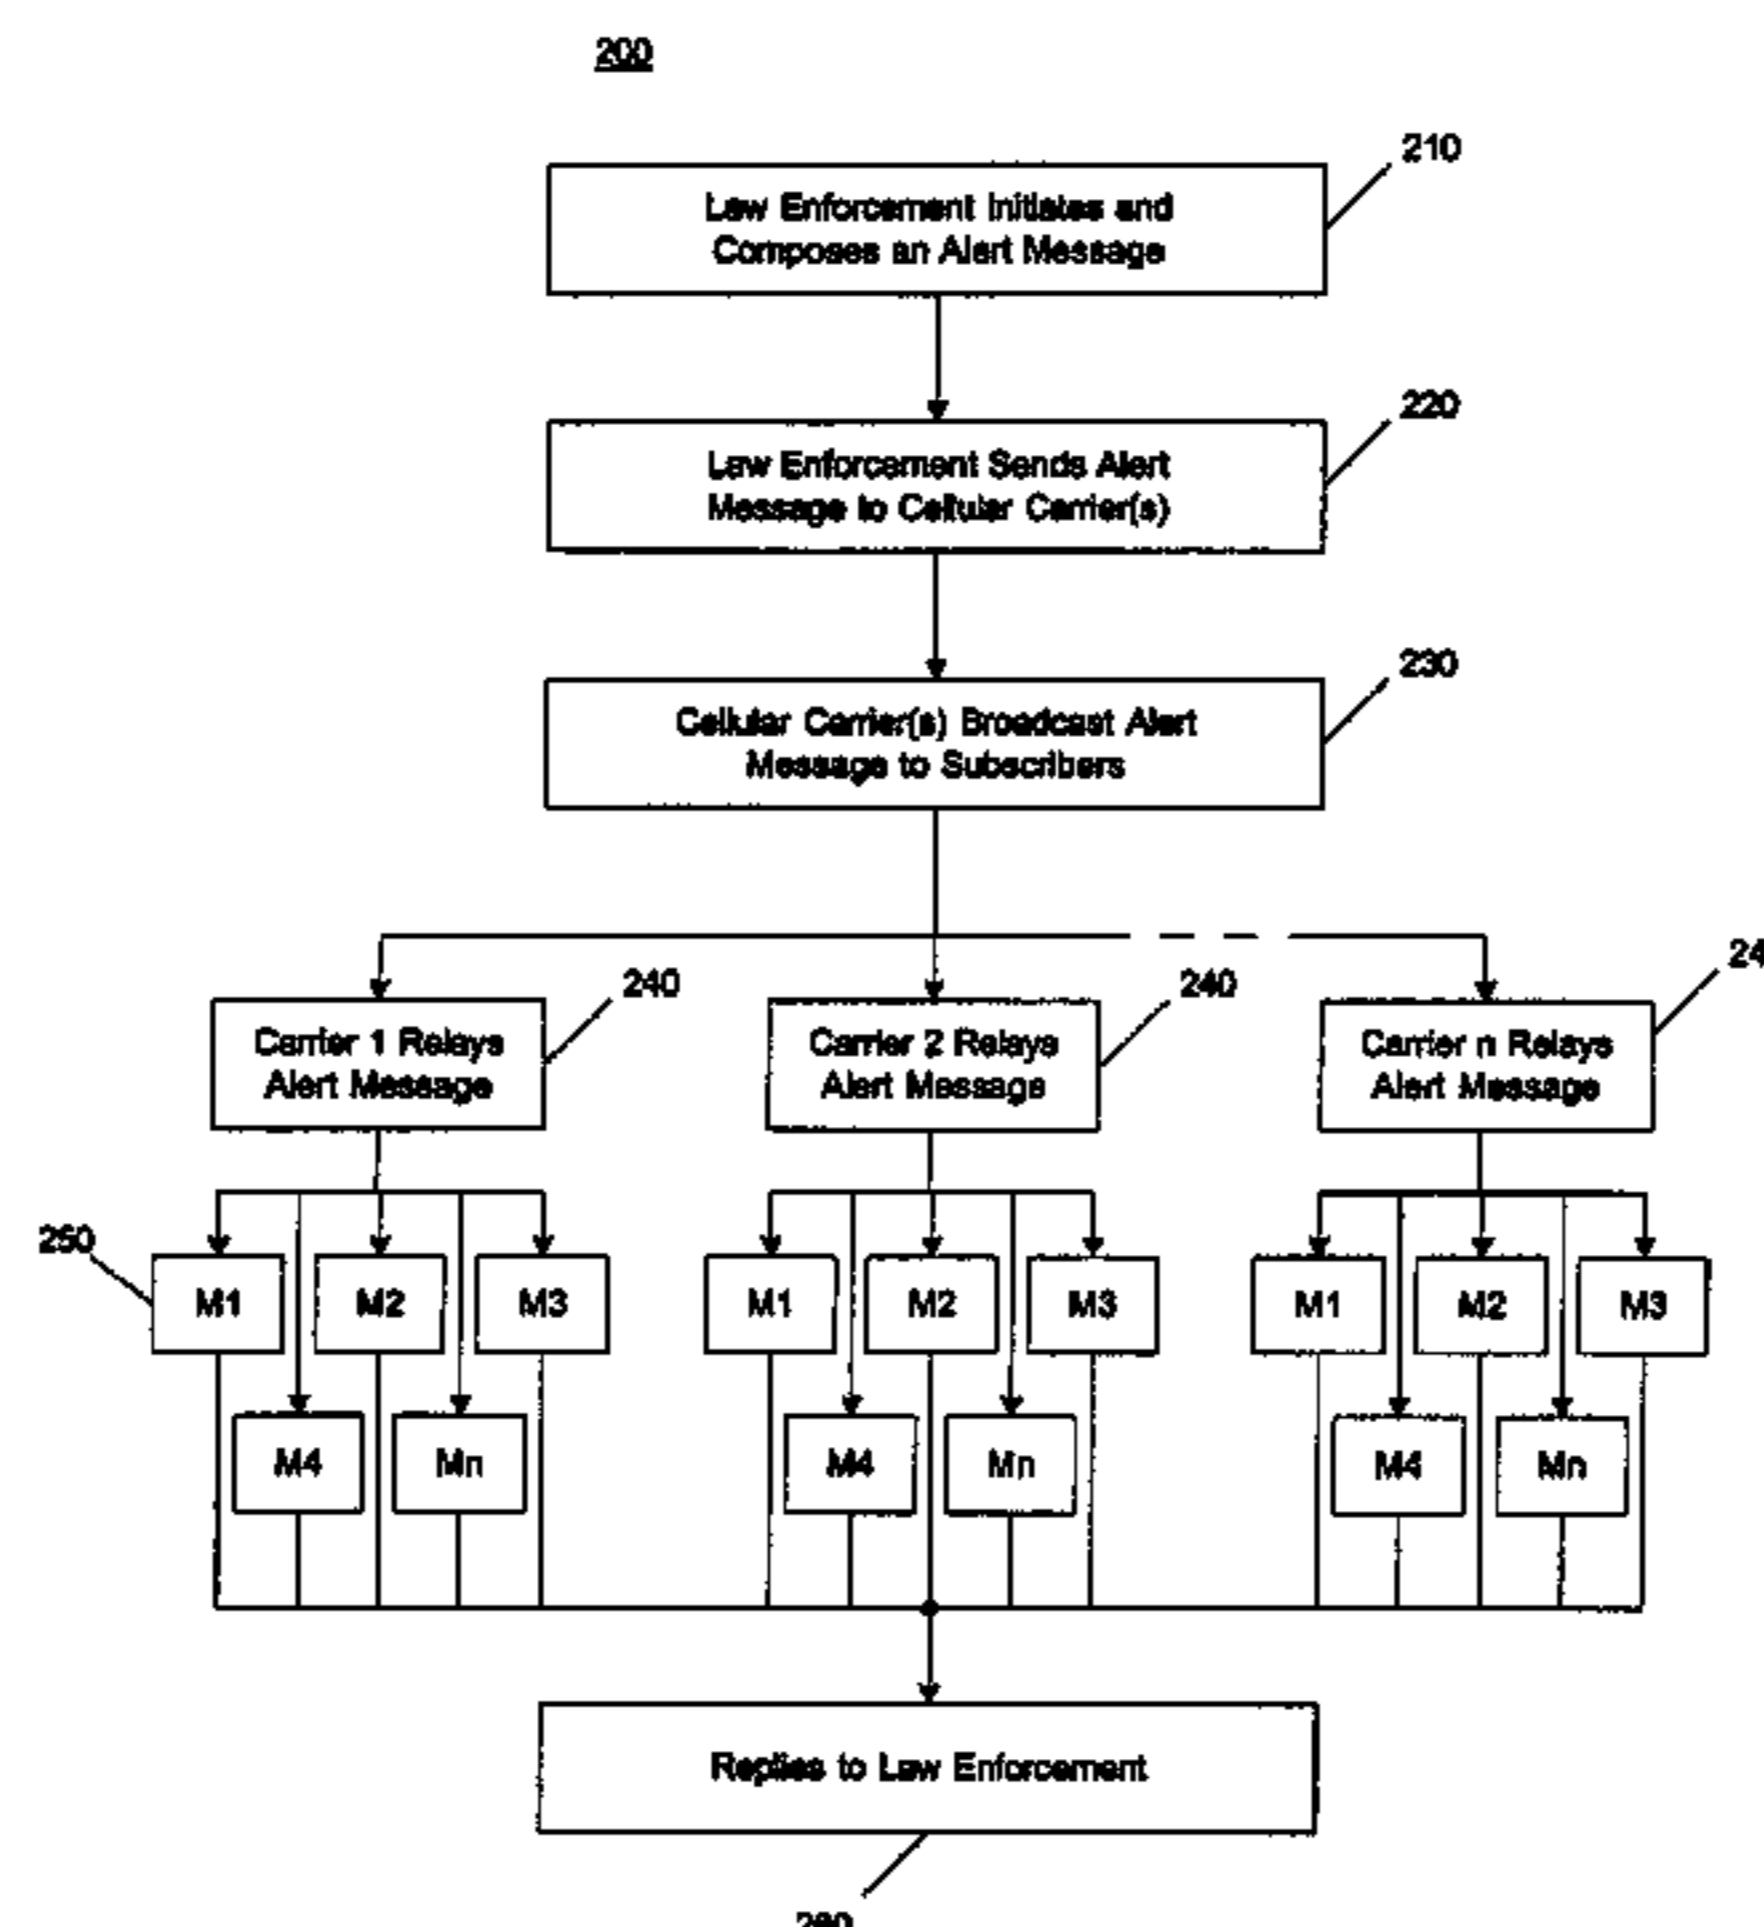 200
210
Law Enforcement Initiates and
Composes an Alert Message
220
Law Enforcement Sends Alert
Message to Cellular Carrier(s)
230
Cellular Carrier(s) Broadcast Alert
Message to Subscribers
240
240
24
Carrier 1 Relays
Alert Message
Carrier 2 Relays
Alert Message
Carrier n Relays
Alert Message
250
M1
M2
M3
M1
M2
M3
M1
M2
M3
M4
Mn
M4
Mn
M4
Mn
Replies to Law Enforcement